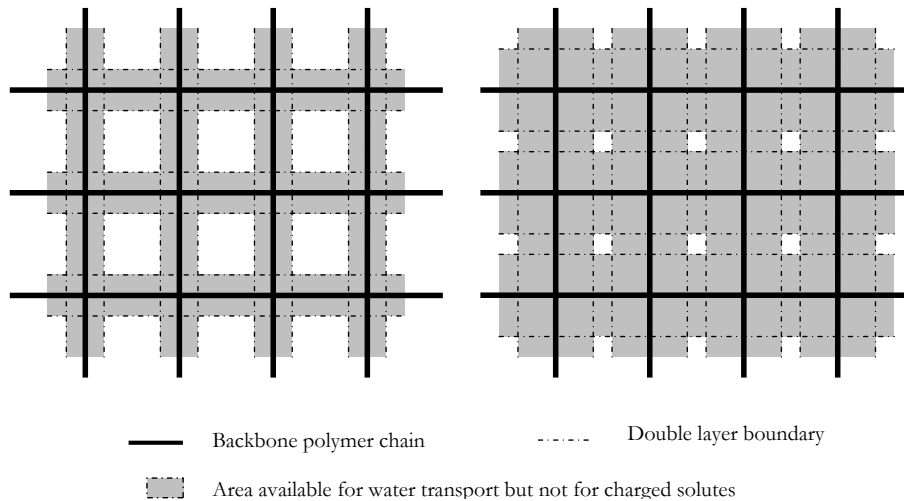 Backbone polymer chain
Double layer boundary
Area available for water transport but not for charged solutes